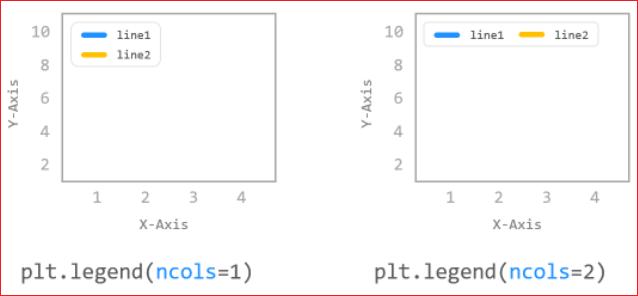 10
8
6
4
2
Y-Axis
line1
line2
1 2 3 4
X-Axis
plt.legend(ncols=1)
10
8
6
4
2
Y-Axis
line1 line2
1 2 3 4
X-Axis
plt.legend(ncols=2)